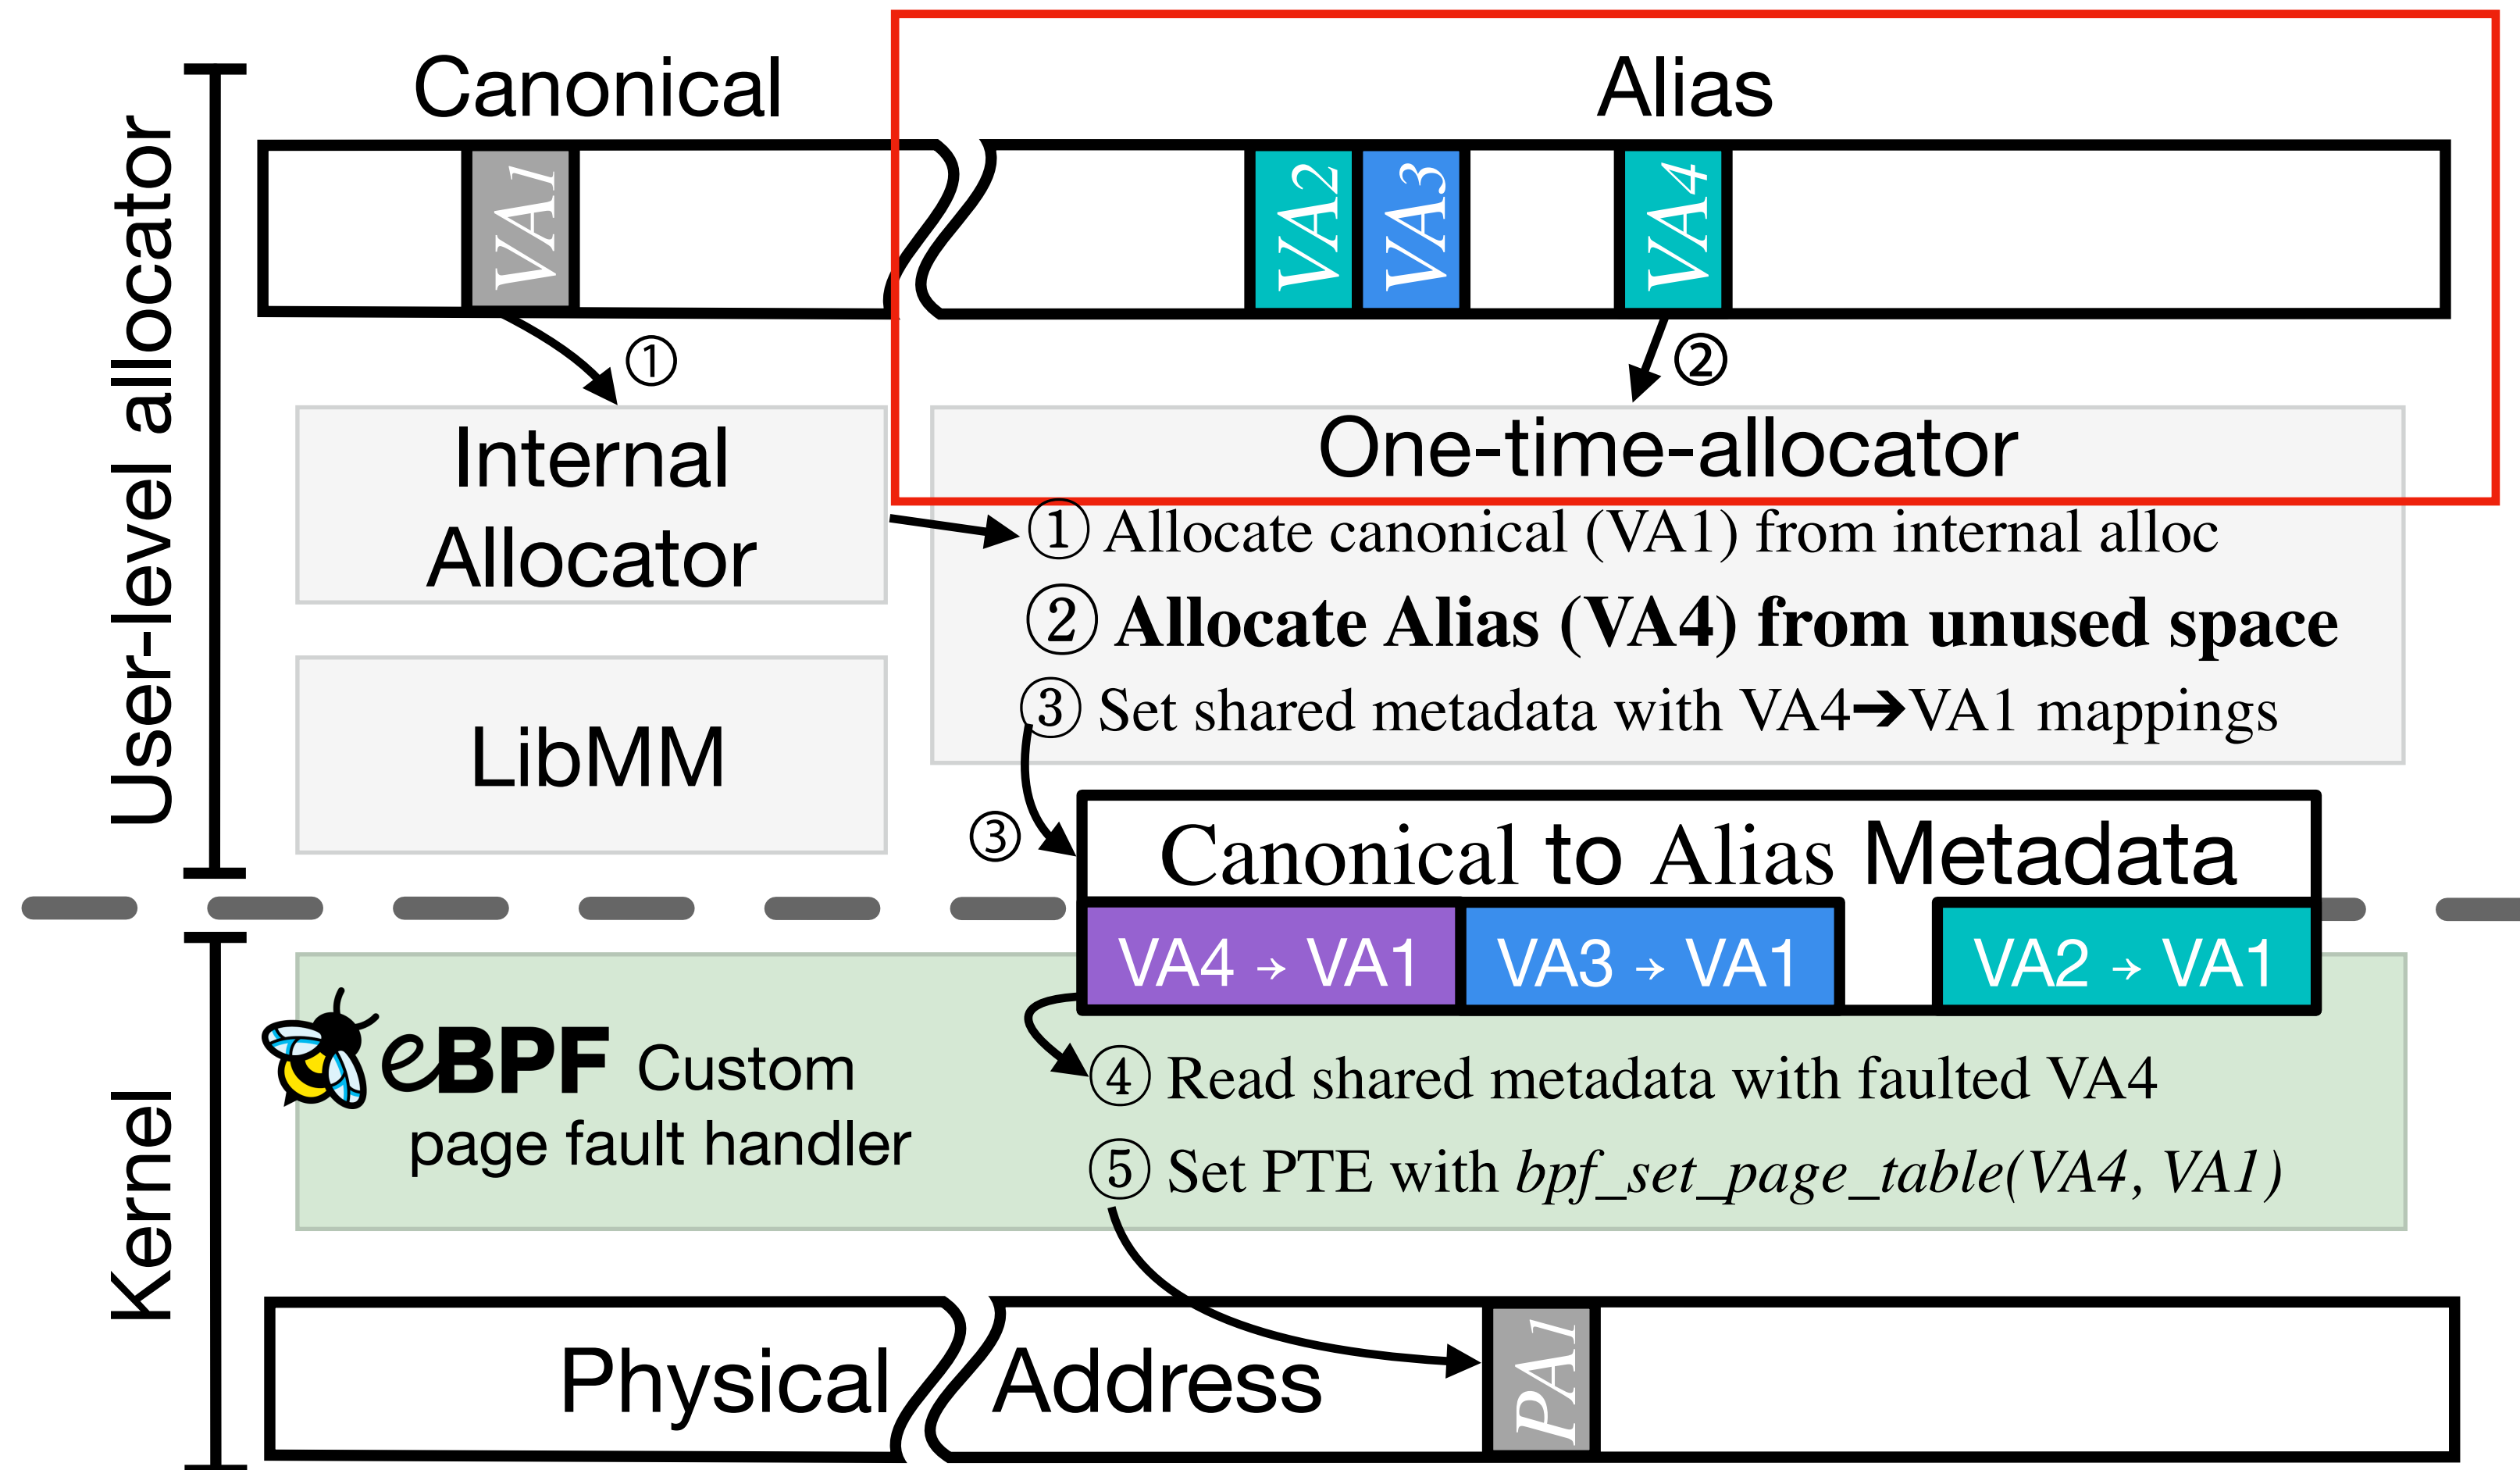 Canonical
Alias
User-level allocator
VA1
VA2
VA3
VA4
①
②
Internal
Allocator
One-time-allocator
① Allocate canonical (VA1) from internal alloc
② Allocate Alias (VA4) from unused space
③ Set shared metadata with VA4➔VA1 mappings
LibMM
③
Canonical to Alias Metadata
VA4 → VA1
VA3 → VA1
VA2 → VA1
Kernel
eBPF Custom
page fault handler
④ Read shared metadata with faulted VA4
⑤ Set PTE with bpf_set_page_table(VA4, VA1)
Physical Address
PA1